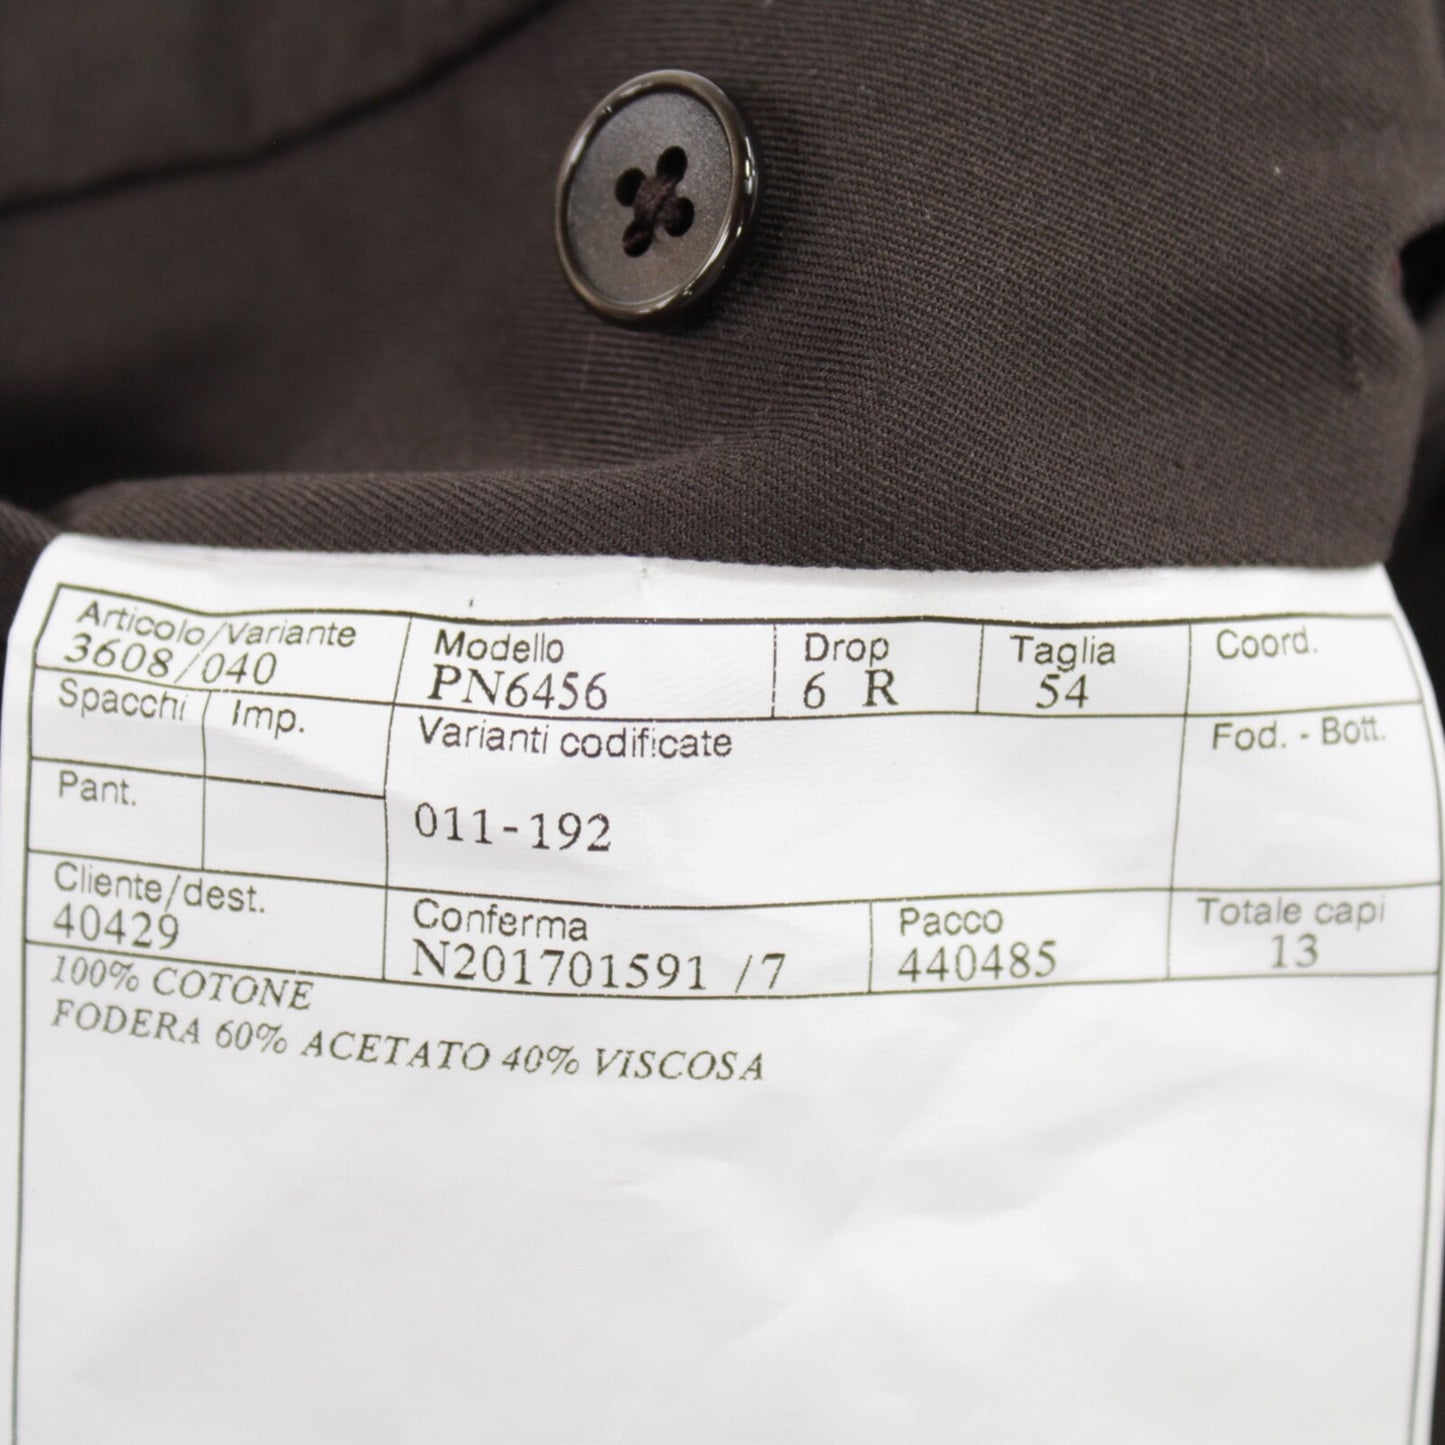 Articolo/Variante Modello Drop Taglia Coord.
3608/040 PN6456 6 R 54
Spacchi Imp. Varianti codificate Fod. - Bott.
Pant.
011-192
Cliente/dest. Conferma Pacco Totale capi
40429 N201701591 /7 440485 13
100% COTONE
FODERA 60% ACETATO 40% VISCOSA